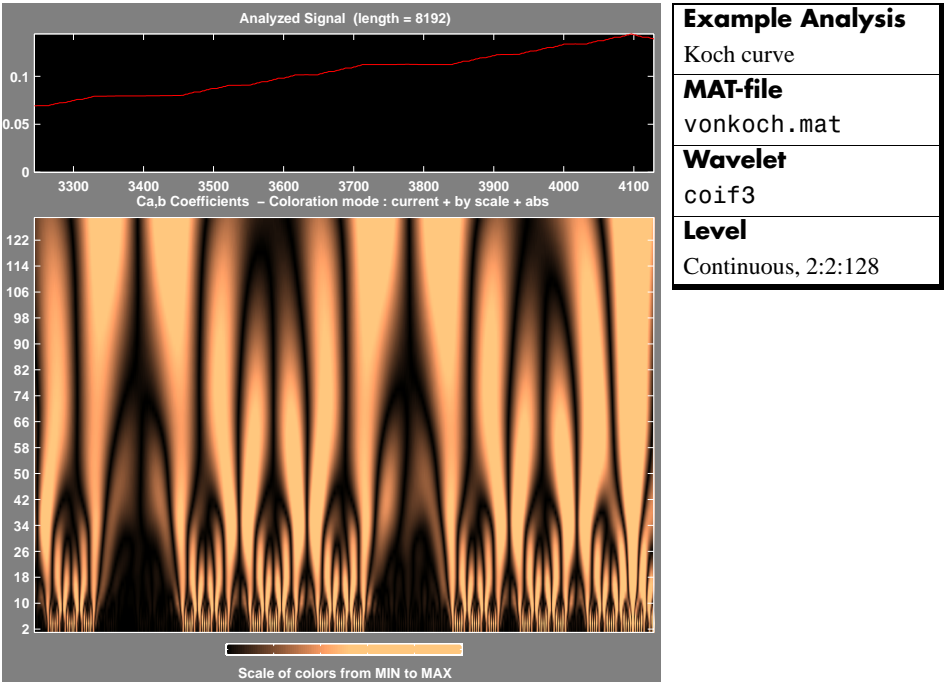 Analyzed Signal (length = 8192)
0.1
0.05
0
3300 3400 3500 3600 3700 3800 3900 4000 4100
Ca,b Coefficients – Coloration mode : current + by scale + abs
122
114
106
98
90
82
74
66
58
50
42
34
26
18
10
2
Scale of colors from MIN to MAX
Example Analysis
Koch curve
MAT-file
vonkoch.mat
Wavelet
coif3
Level
Continuous, 2:2:128